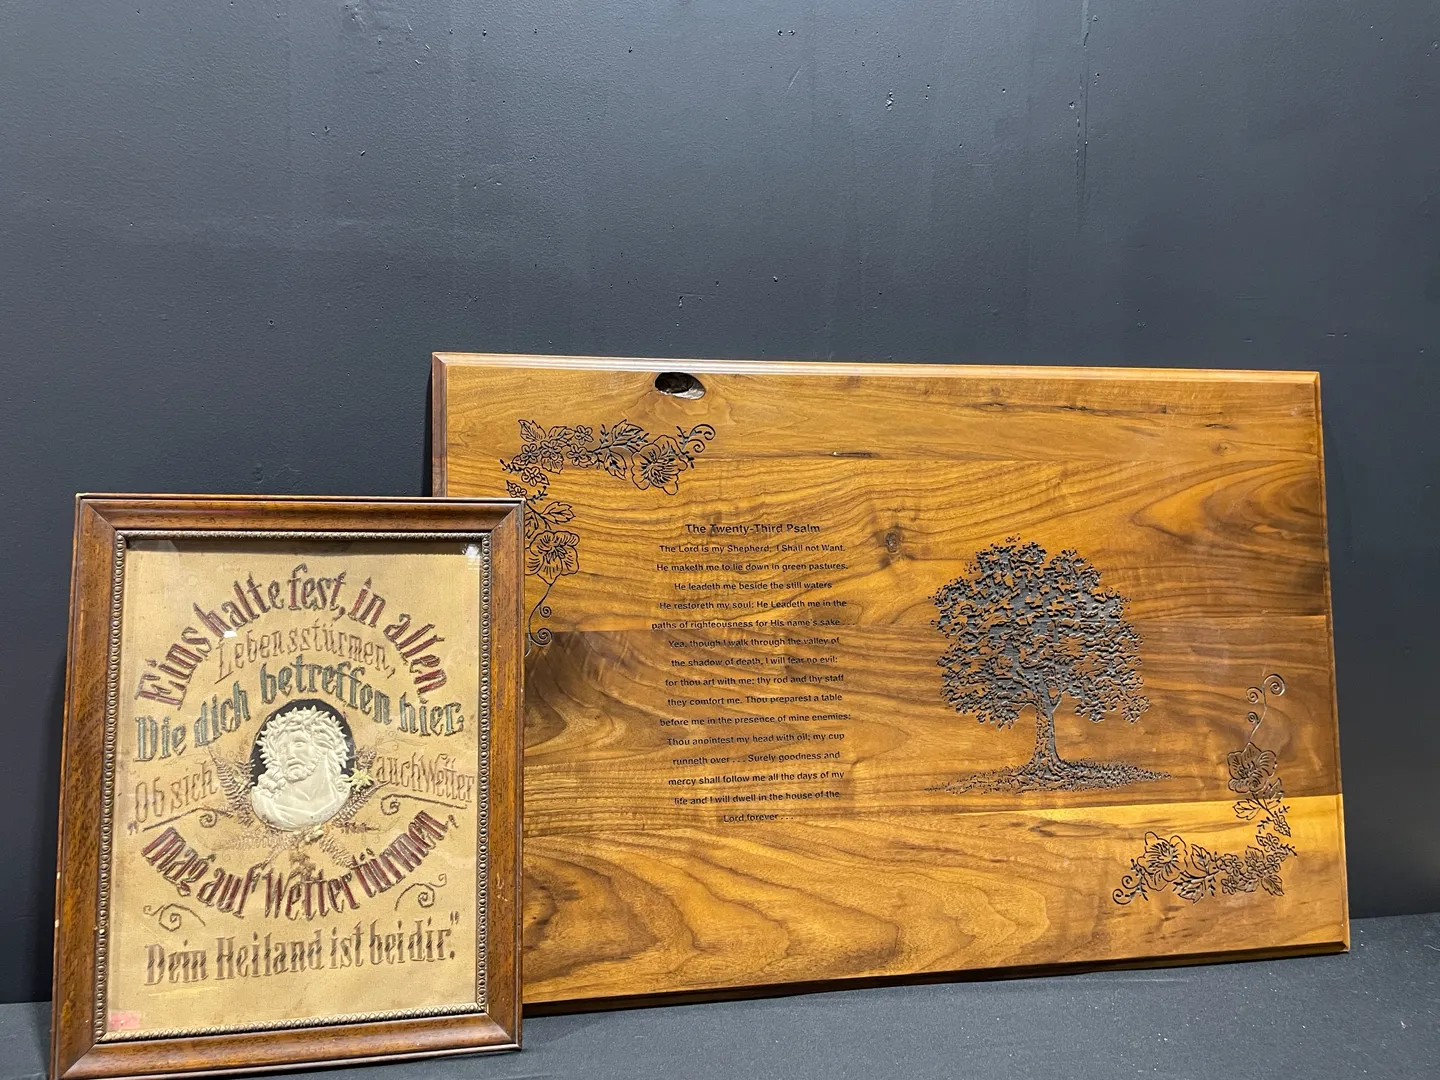 Eins halte fest, in allen
Lebensstürmen,
Die dich betreffen hier:
"Ob sich auch Wetter
mag auf Wetter türmen,
Dein Heiland ist bei dir."
The Twenty-Third Psalm
The Lord is my Shepherd; I Shall not Want.
He maketh me to lie down in green pastures.
He leadeth me beside the still waters
He restoreth my soul: He Leadeth me in the
paths of righteousness for His name's sake . . .
Yea, though I walk through the valley of
the shadow of death, I will fear no evil:
for thou art with me; thy rod and thy staff
they comfort me. Thou preparest a table
before me in the presence of mine enemies:
Thou anointest my head with oil; my cup
runneth over . . . Surely goodness and
mercy shall follow me all the days of my
life and I will dwell in the house of the
Lord forever . . .